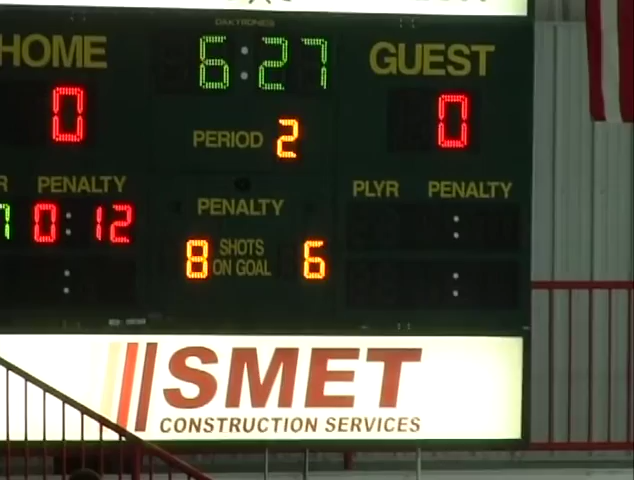 DAKTRONICS
HOME 6:27 GUEST
0 PERIOD 2 0
PENALTY PLYR PENALTY
7 0:12 PENALTY :
: 8 SHOTS ON GOAL 6 :
SMET
CONSTRUCTION SERVICES